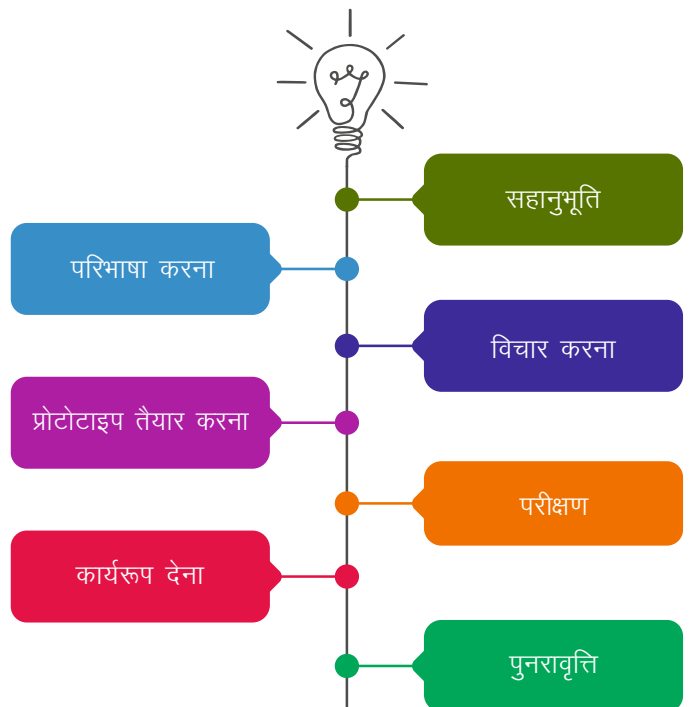 सहानुभूति
परिभाषा करना
विचार करना
प्रोटोटाइप तैयार करना
परीक्षण
कार्यरूप देना
पुनरावृत्ति